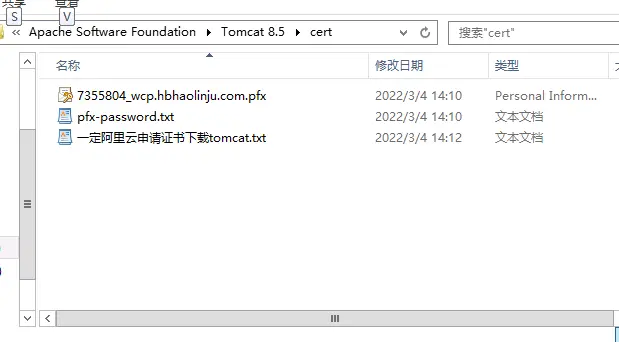 共享 查看
S V
« Apache Software Foundation Tomcat 8.5 cert 搜索"cert"
名称 修改日期 类型
7355804_wcp.hbhaolinju.com.pfx 2022/3/4 14:10 Personal Inform...
pfx-password.txt 2022/3/4 14:10 文本文档
一定阿里云申请证书下载tomcat.txt 2022/3/4 14:12 文本文档